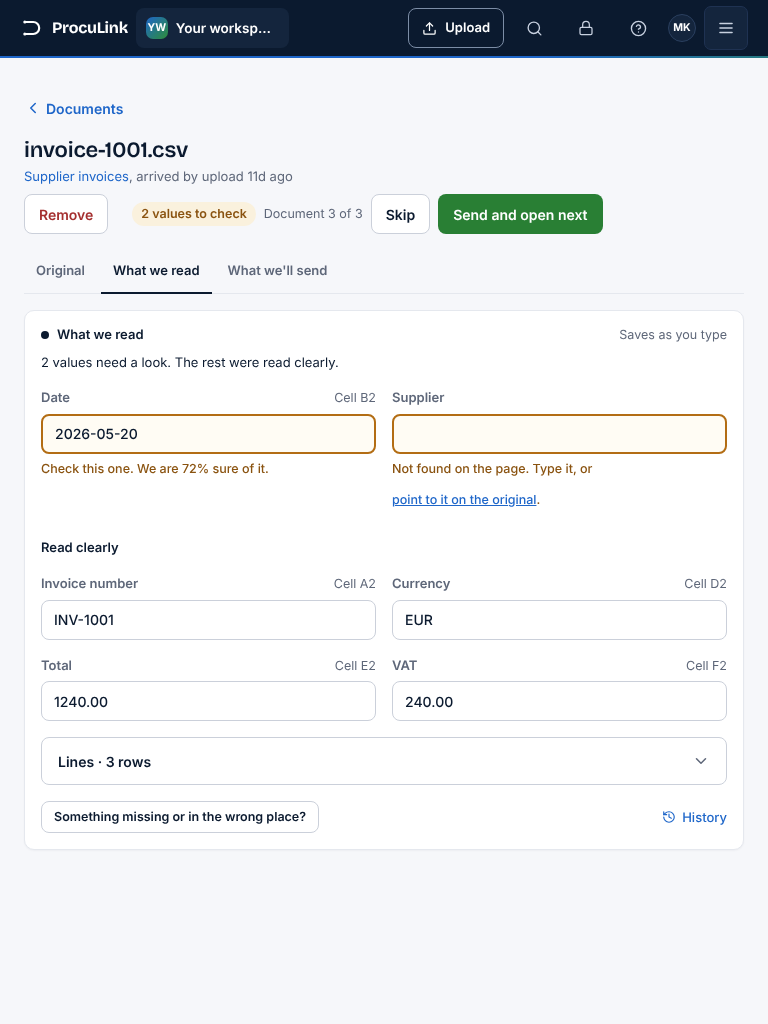 ProcuLink
YW
Your worksp...
Upload
MK
Documents
invoice-1001.csv
Supplier invoices, arrived by upload 11d ago
Remove
2 values to check
Document 3 of 3
Skip
Send and open next
Original
What we read
What we'll send
What we read
Saves as you type
2 values need a look. The rest were read clearly.
Date
Cell B2
Supplier
2026-05-20
Check this one. We are 72% sure of it.
Not found on the page. Type it, or
point to it on the original.
Read clearly
Invoice number
Cell A2
Currency
Cell D2
INV-1001
EUR
Total
Cell E2
VAT
Cell F2
1240.00
240.00
Lines · 3 rows
Something missing or in the wrong place?
History